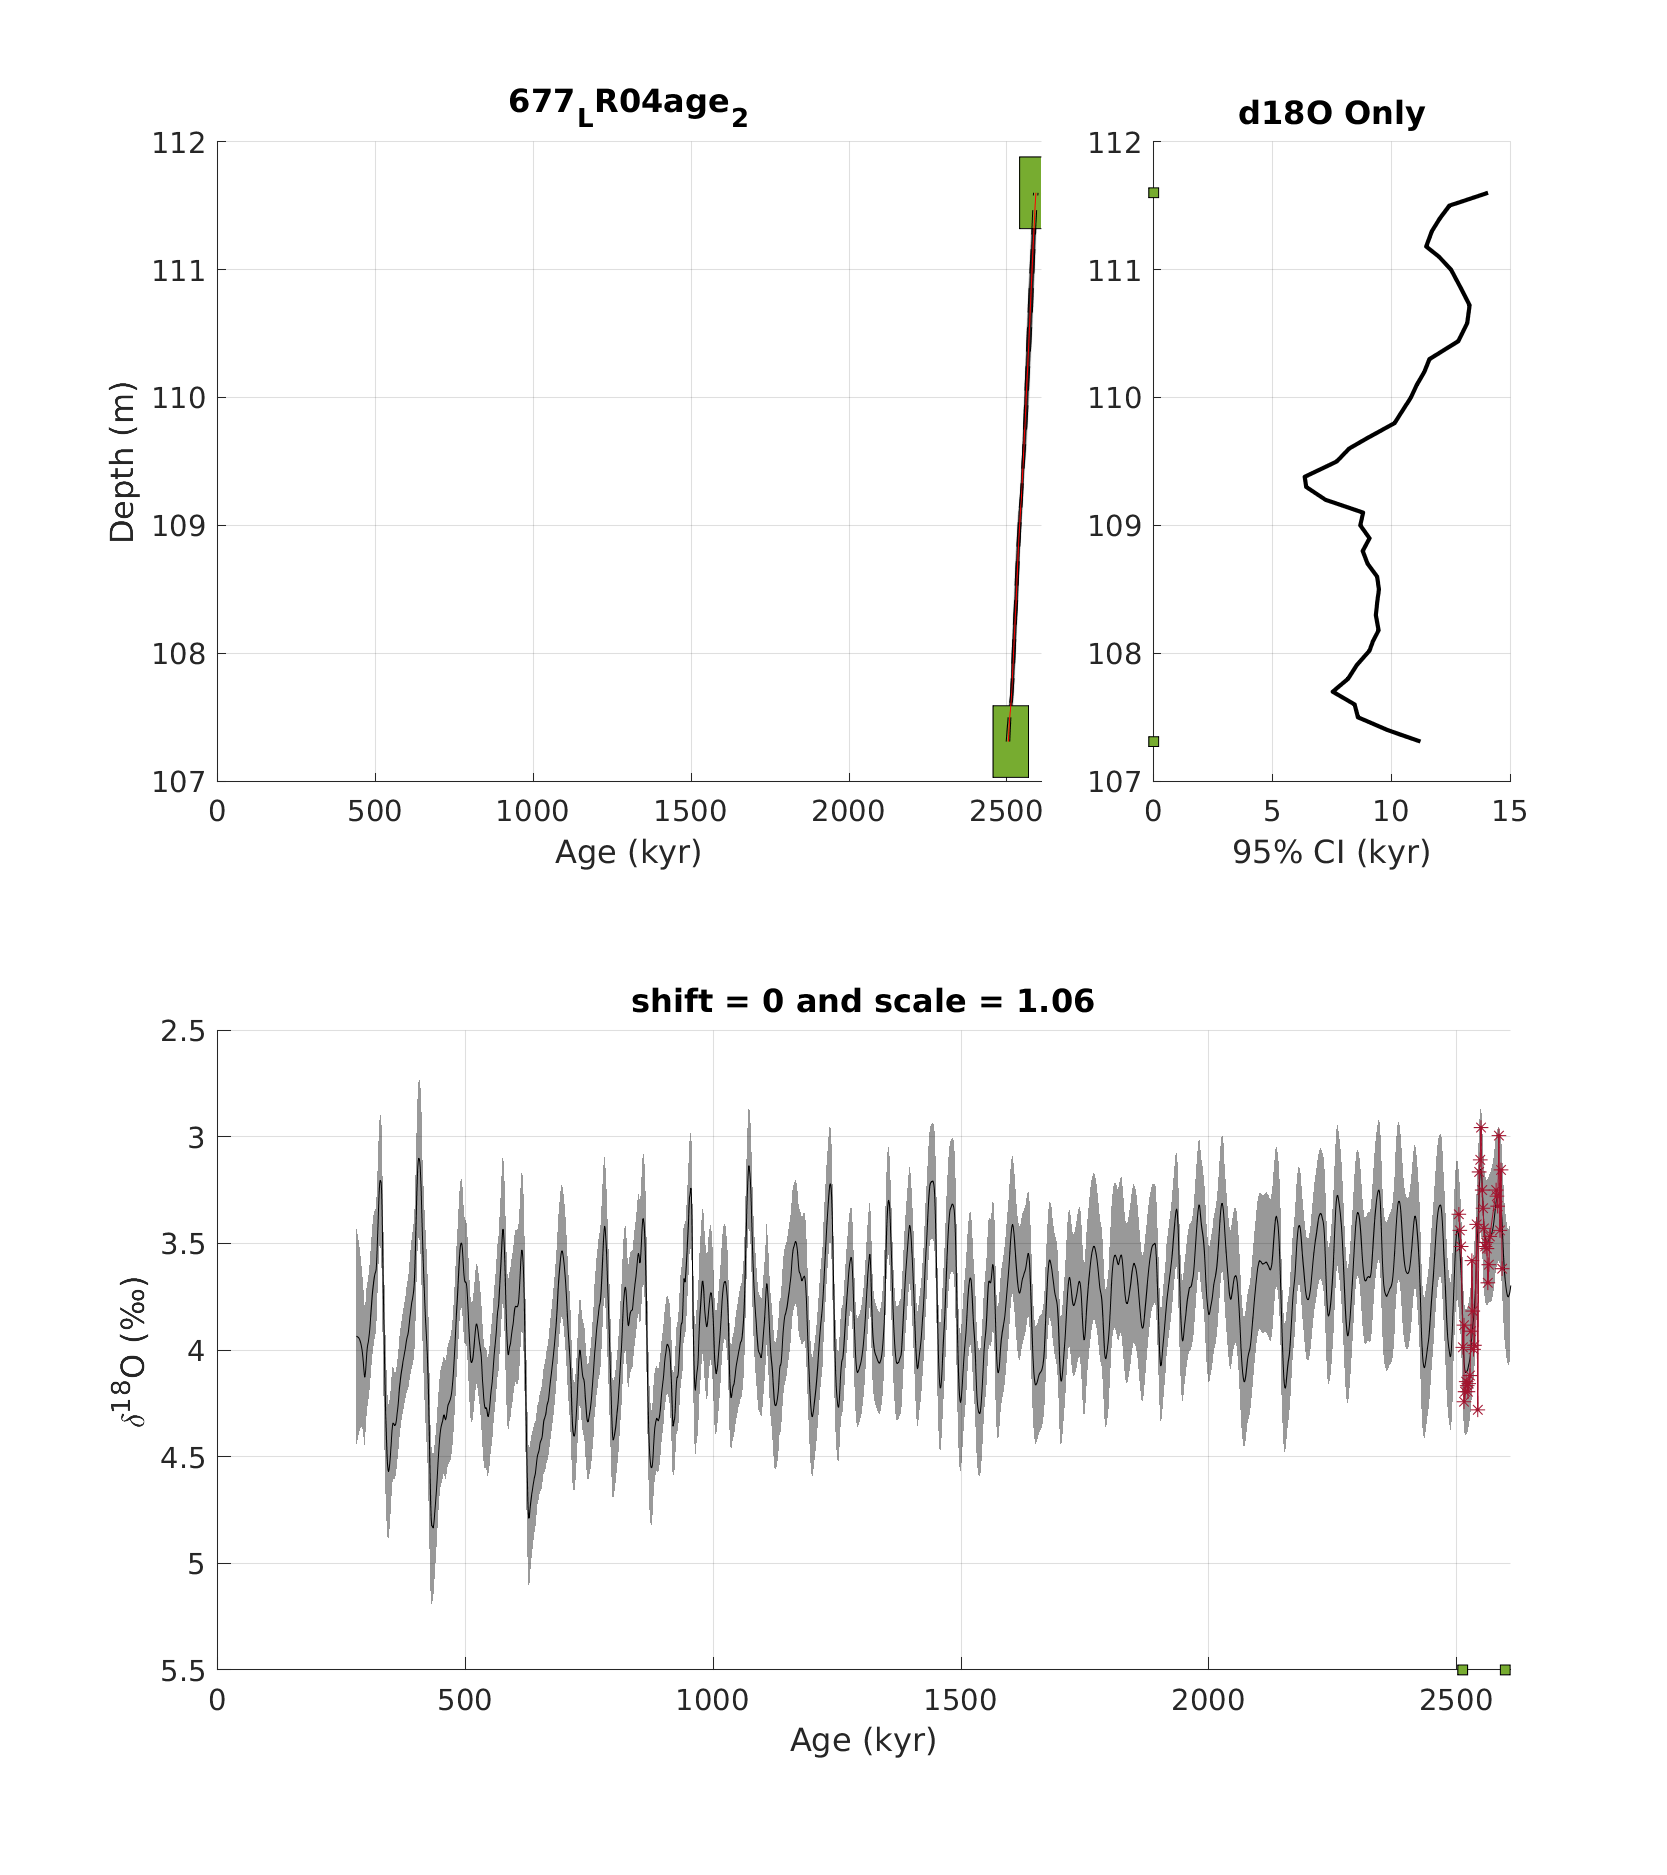 677LR04age2
d18O Only
112
111
110
109
108
107
Depth (m)
0 500 1000 1500 2000 2500
Age (kyr)
112
111
110
109
108
107
0 5 10 15
95% CI (kyr)
shift = 0 and scale = 1.06
2.5
3
3.5
4
4.5
5
5.5
δ18O (‰)
0 500 1000 1500 2000 2500
Age (kyr)